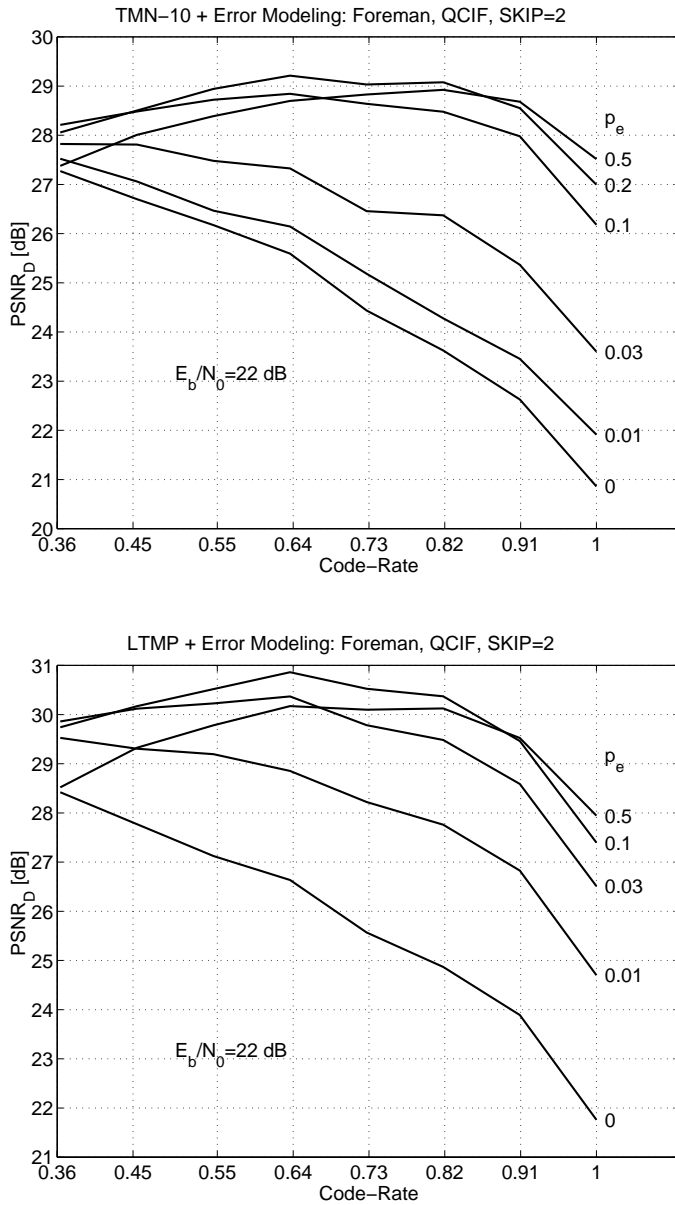 TMN−10 + Error Modeling: Foreman, QCIF, SKIP=2
30
29
28
27
26
25
24
23
22
21
20
PSNR_D [dB]
p_e
0.5
0.2
0.1
0.03
0.01
0
E_b/N_0=22 dB
0.36 0.45 0.55 0.64 0.73 0.82 0.91 1
Code−Rate
LTMP + Error Modeling: Foreman, QCIF, SKIP=2
31
30
29
28
27
26
25
24
23
22
21
PSNR_D [dB]
p_e
0.5
0.1
0.03
0.01
0
E_b/N_0=22 dB
0.36 0.45 0.55 0.64 0.73 0.82 0.91 1
Code−Rate